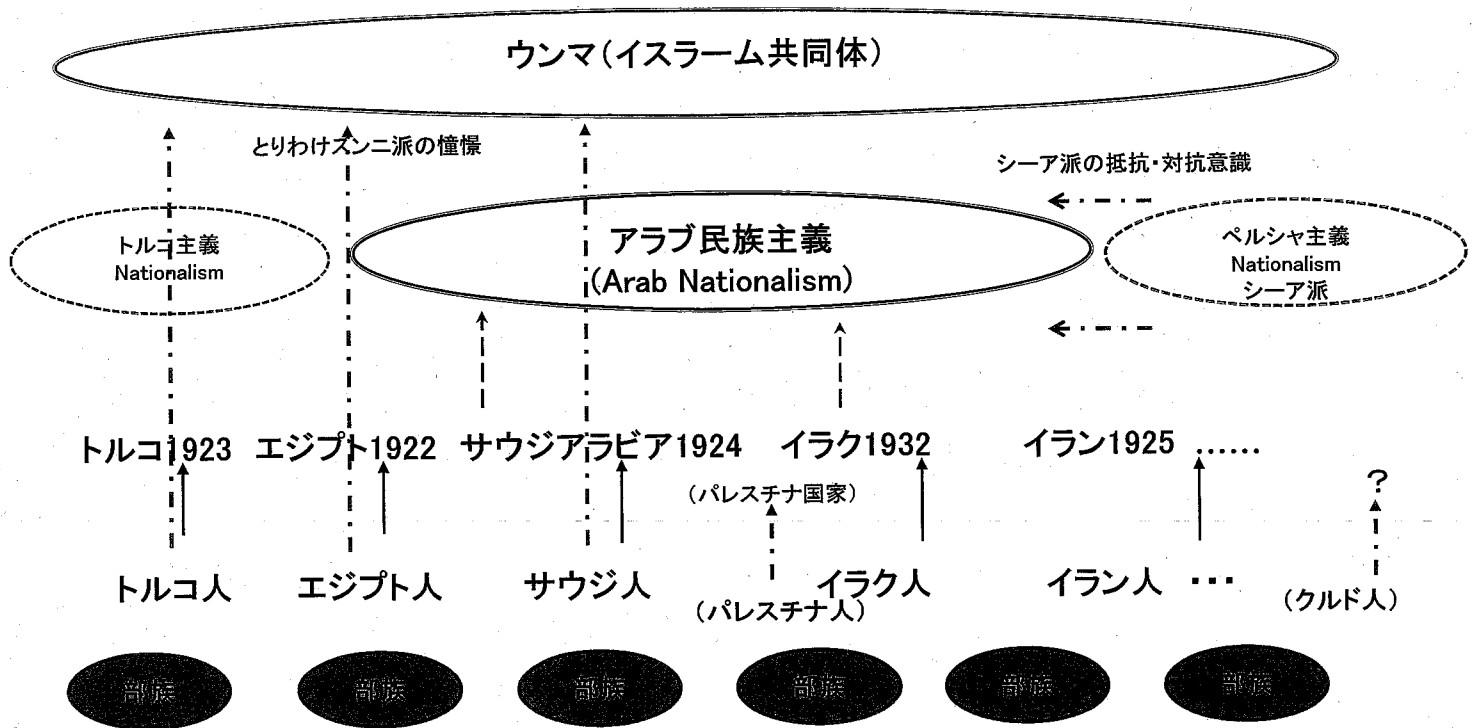 ウンマ(イスラーム共同体)
とりわけスンニ派の憧憬
シーア派の抵抗・対抗意識
トルコ主義
Nationalism
アラブ民族主義
(Arab Nationalism)
ペルシャ主義
Nationalism
シーア派
トルコ1923 エジプト1922 サウジアラビア1924 イラク1932 イラン1925 ……
(パレスチナ国家)
?
トルコ人 エジプト人 サウジ人 イラク人 イラン人 ・・・
(パレスチナ人)
(クルド人)
部族 部族 部族 部族 部族 部族